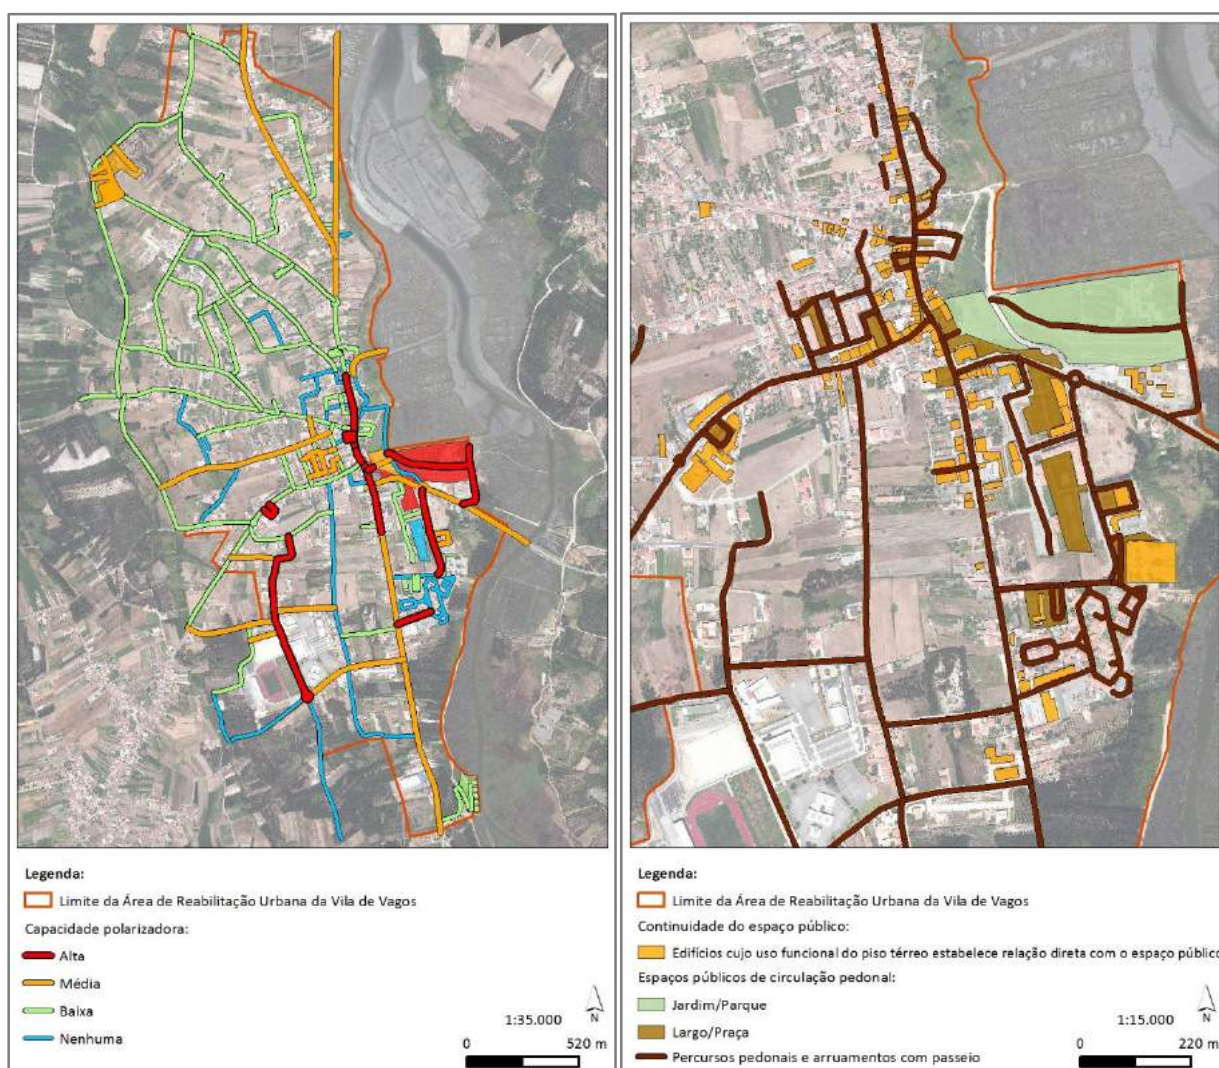 Legenda:
Limite da Área de Reabilitação Urbana da Vila de Vagos
Capacidade polarizadora:
Alta
Média
Baixa
Nenhuma
1:35.000
N
0 520 m
Legenda:
Limite da Área de Reabilitação Urbana da Vila de Vagos
Continuidade do espaço público:
Edifícios cujo uso funcional do piso térreo estabelece relação direta com o espaço público
Espaços públicos de circulação pedonal:
Jardim/Parque
Largo/Praça
Percursos pedonais e arruamentos com passeio
1:15.000
N
0 220 m